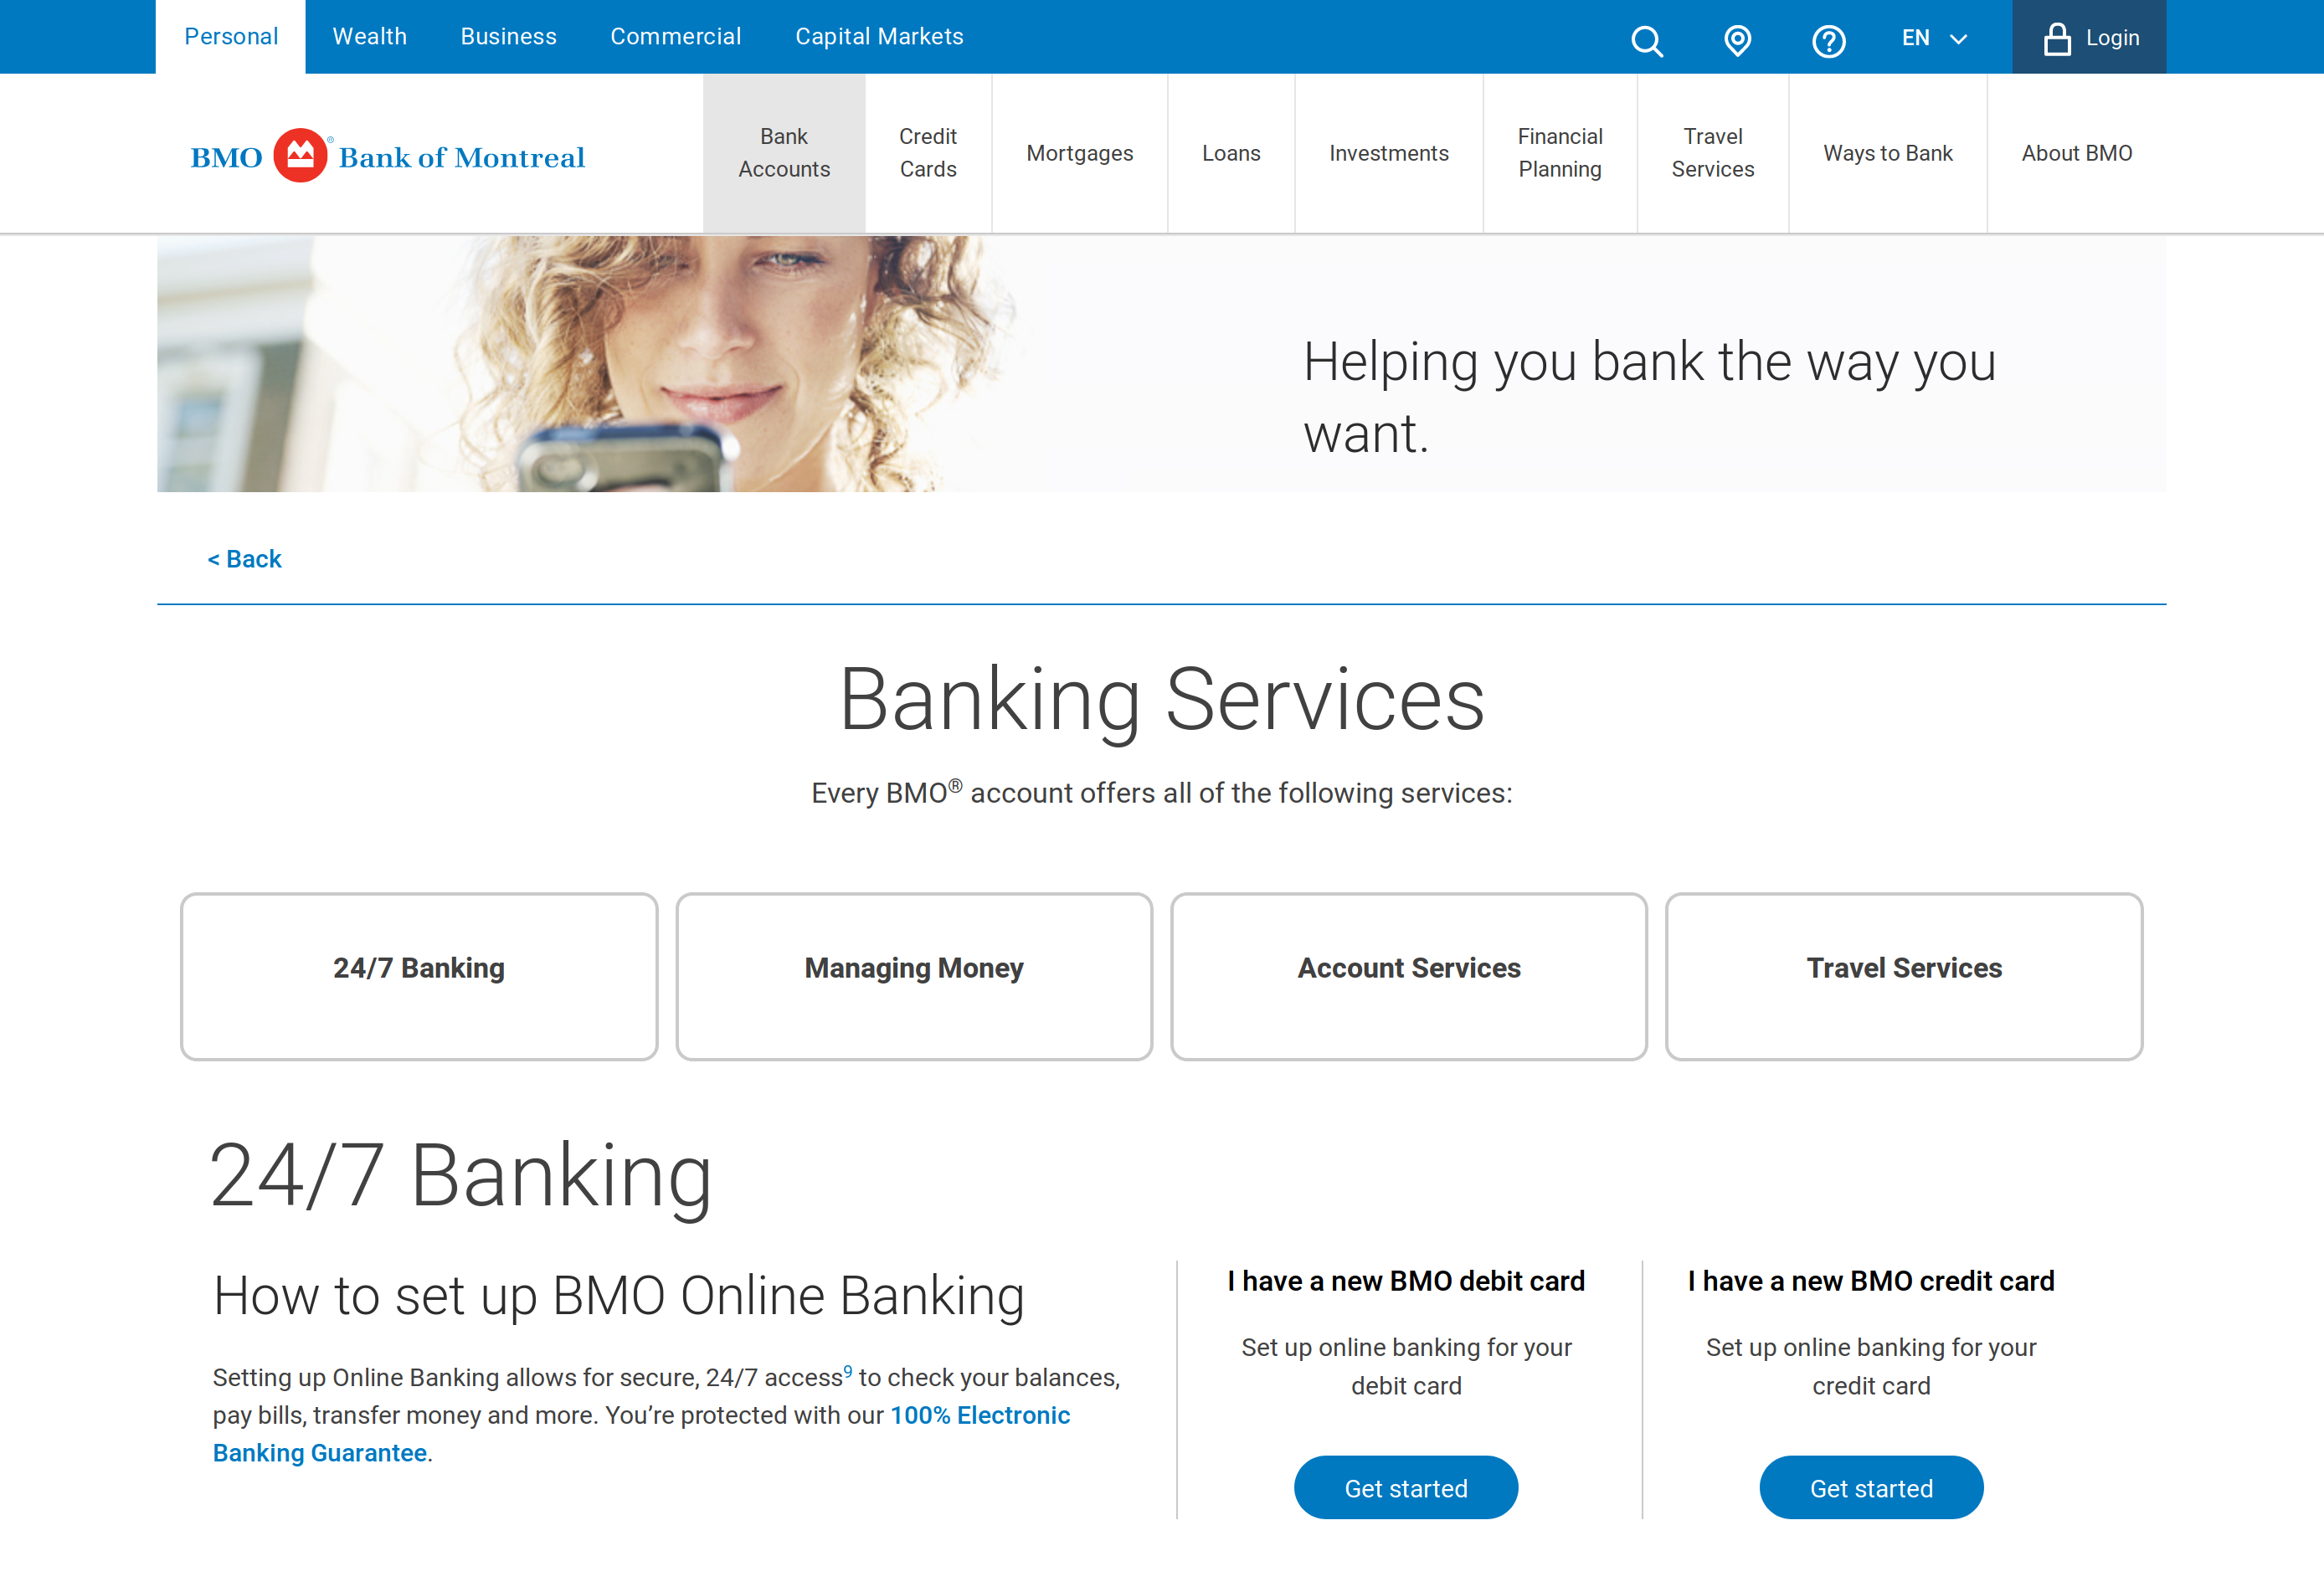 Personal
Wealth
Business
Commercial
Capital Markets
EN
Login
BMO ® Bank of Montreal
Bank
Accounts
Credit
Cards
Mortgages
Loans
Investments
Financial
Planning
Travel
Services
Ways to Bank
About BMO
Helping you bank the way you
want.
< Back
Banking Services
Every BMO® account offers all of the following services:
24/7 Banking
Managing Money
Account Services
Travel Services
24/7 Banking
How to set up BMO Online Banking
Setting up Online Banking allows for secure, 24/7 access9 to check your balances,
pay bills, transfer money and more. You’re protected with our 100% Electronic
Banking Guarantee.
I have a new BMO debit card
Set up online banking for your
debit card
Get started
I have a new BMO credit card
Set up online banking for your
credit card
Get started